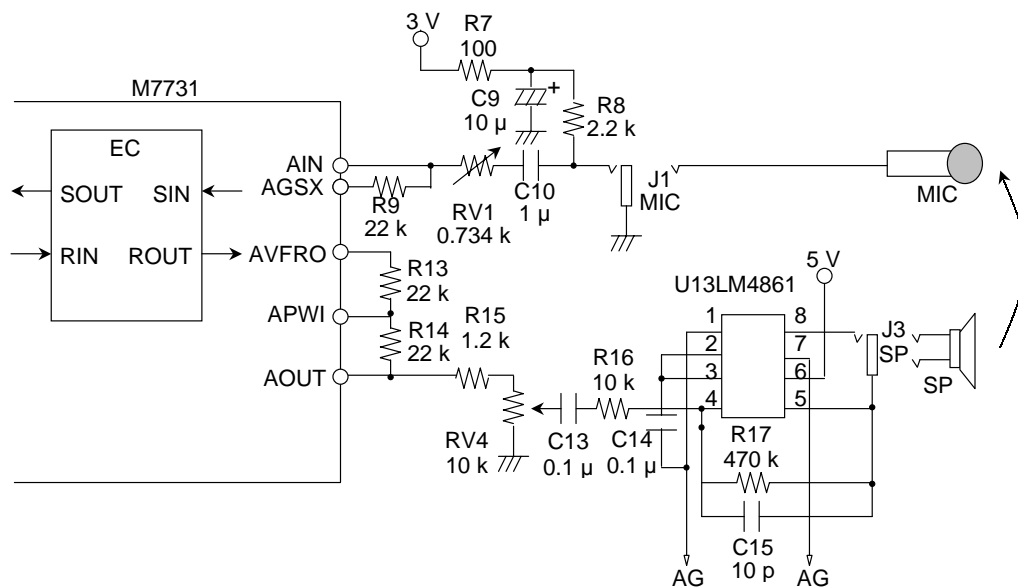 3 V
R7
100
M7731
C9
10 µ
+
R8
2.2 k
EC
SOUT
SIN
RIN
ROUT
AIN
AGSX
R9
22 k
RV1
0.734 k
C10
1 µ
J1
MIC
MIC
AVFRO
R13
22 k
APWI
R14
22 k
R15
1.2 k
AOUT
RV4
10 k
C13
0.1 µ
R16
10 k
C14
0.1 µ
U13LM4861
5 V
1
2
3
4
8
7
6
5
J3
SP
SP
R17
470 k
C15
10 p
AG
AG